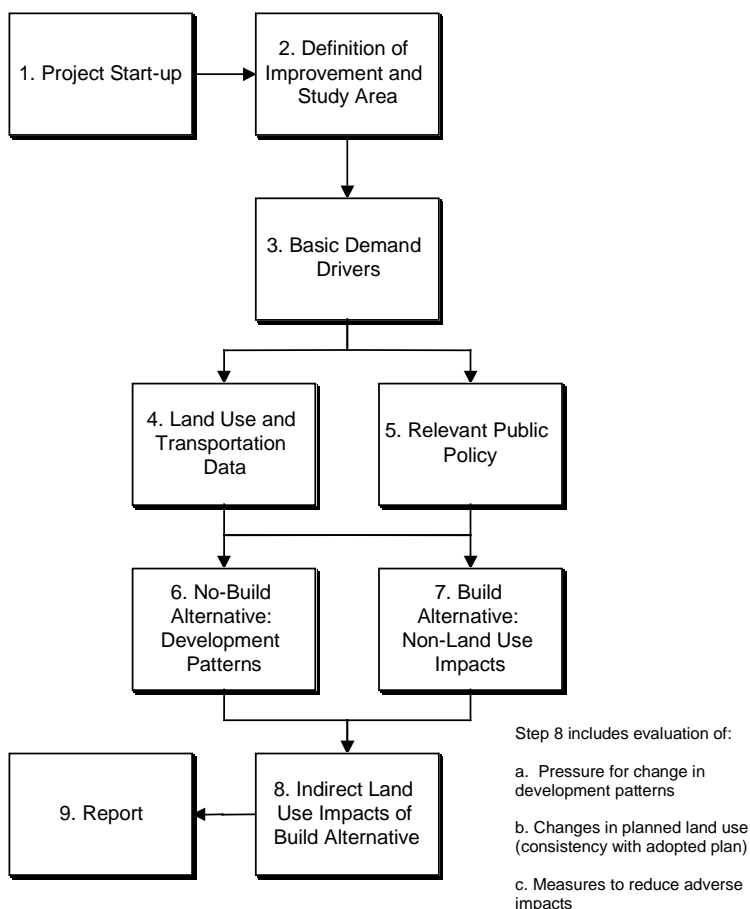 1. Project Start-up
2. Definition of
Improvement and
Study Area
3. Basic Demand
Drivers
4. Land Use and
Transportation
Data
5. Relevant Public
Policy
6. No-Build
Alternative:
Development
Patterns
7. Build
Alternative:
Non-Land Use
Impacts
8. Indirect Land
Use Impacts of
Build Alternative
9. Report
Step 8 includes evaluation of:
a. Pressure for change in
development patterns
b. Changes in planned land use
(consistency with adopted plan)
c. Measures to reduce adverse
impacts